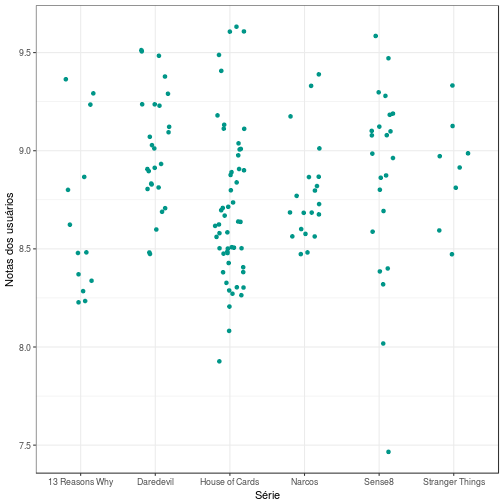 Notas dos usuários
9.5
9.0
8.5
8.0
7.5
13 Reasons Why
Daredevil
House of Cards
Narcos
Sense8
Stranger Things
Série